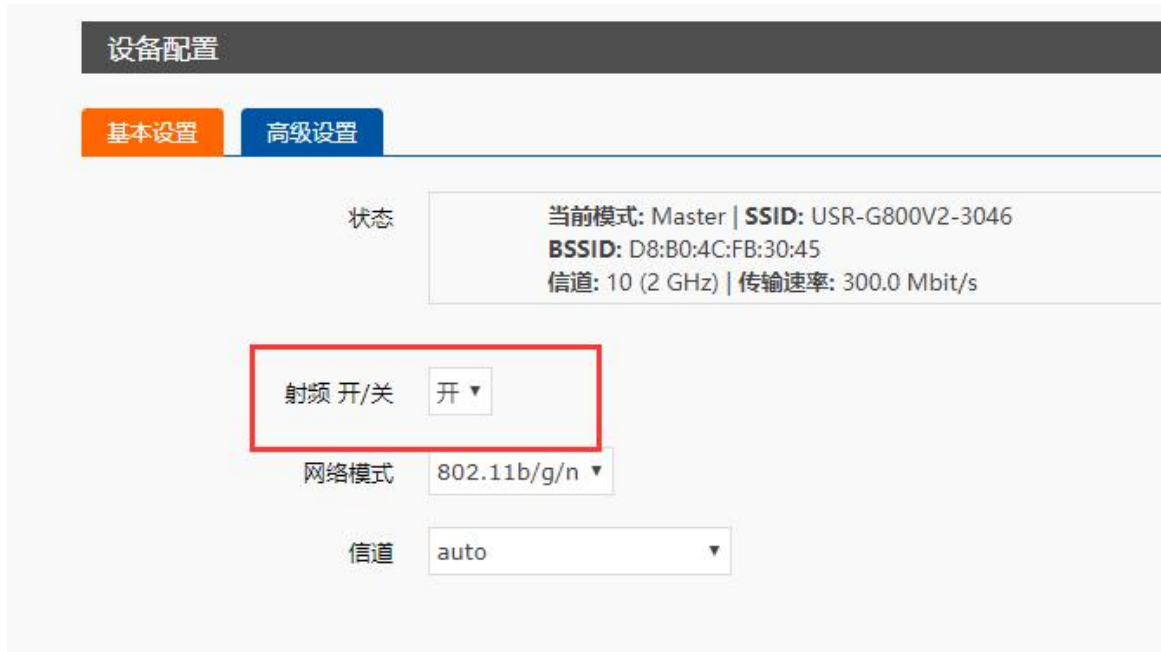 设备配置
基本设置 高级设置
状态 当前模式: Master | SSID: USR-G800V2-3046
BSSID: D8:B0:4C:FB:30:45
信道: 10 (2 GHz) | 传输速率: 300.0 Mbit/s
射频 开/关 开
网络模式 802.11b/g/n
信道 auto